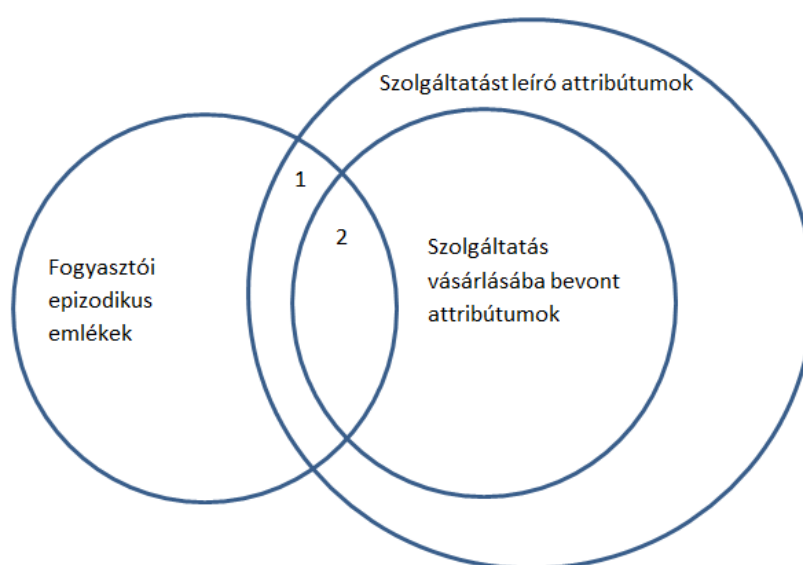 Szolgáltatást leíró attribútumok
1
2
Fogyasztói
epizodikus
emlékek
Szolgáltatás
vásárlásába bevont
attribútumok